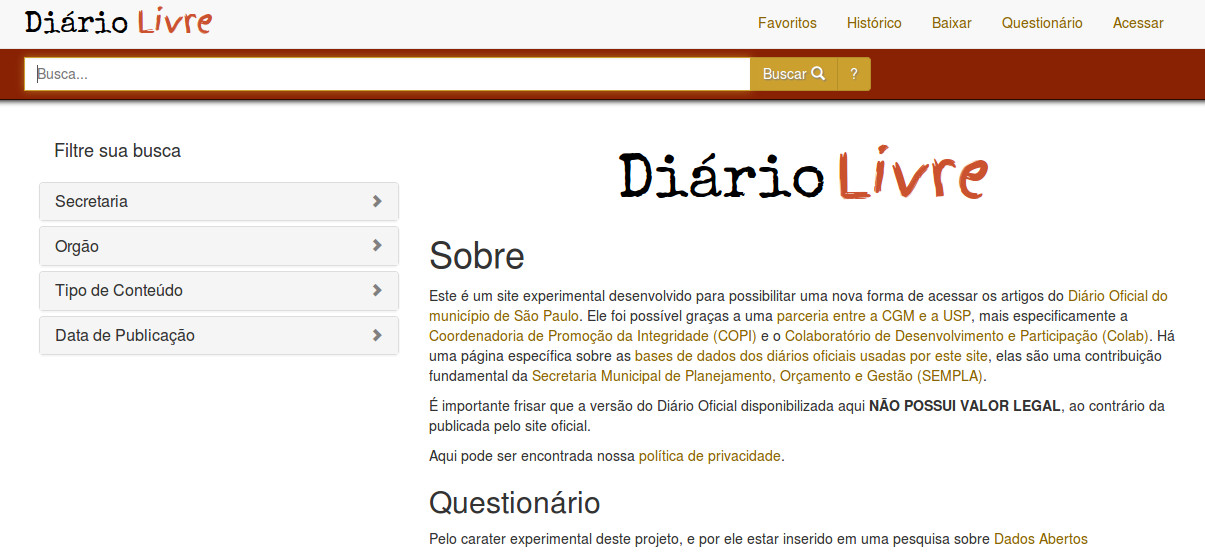 Diário Livre
Favoritos Histórico Baixar Questionário Acessar
Busca... Buscar ?
Filtre sua busca
Secretaria
Orgão
Tipo de Conteúdo
Data de Publicação
Diário Livre
Sobre
Este é um site experimental desenvolvido para possibilitar uma nova forma de acessar os artigos do Diário Oficial do
município de São Paulo. Ele foi possível graças a uma parceria entre a CGM e a USP, mais especificamente a
Coordenadoria de Promoção da Integridade (COPI) e o Colaboratório de Desenvolvimento e Participação (Colab). Há
uma página específica sobre as bases de dados dos diários oficiais usadas por este site, elas são uma contribuição
fundamental da Secretaria Municipal de Planejamento, Orçamento e Gestão (SEMPLA).
É importante frisar que a versão do Diário Oficial disponibilizada aqui NÃO POSSUI VALOR LEGAL, ao contrário da
publicada pelo site oficial.
Aqui pode ser encontrada nossa política de privacidade.
Questionário
Pelo carater experimental deste projeto, e por ele estar inserido em uma pesquisa sobre Dados Abertos